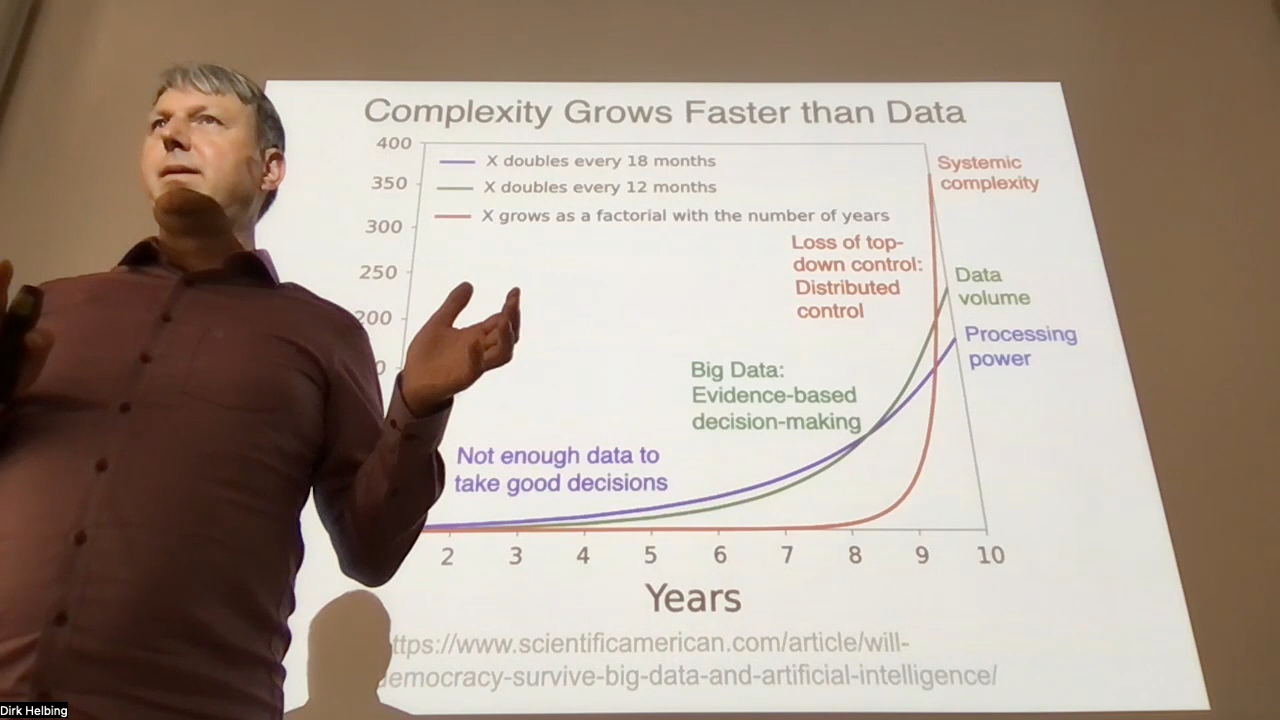 Complexity Grows Faster than Data
400
350
300
250
200
0
X doubles every 18 months
X doubles every 12 months
X grows as a factorial with the number of years
Systemic
complexity
Loss of top-
down control:
Distributed
control
Data
volume
Processing
power
Big Data:
Evidence-based
decision-making
Not enough data to
take good decisions
2 3 4 5 6 7 8 9 10
Years
ttps://www.scientificamerican.com/article/will-
emocracy-survive-big-data-and-artificial-intelligence/
Dirk Helbing